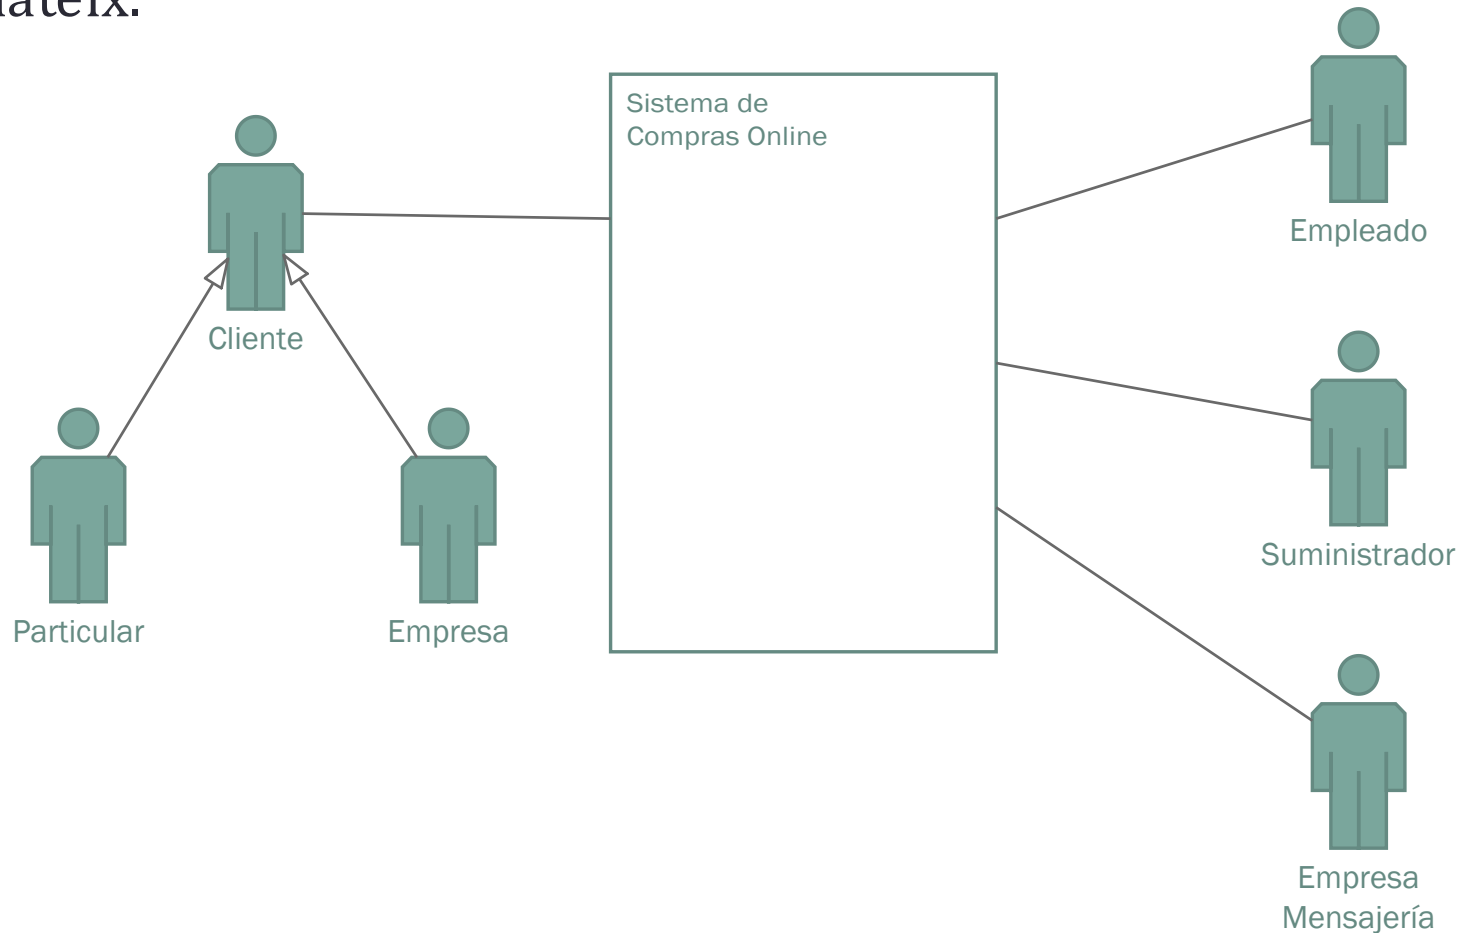 Sistema de
Compras Online
Cliente
Particular
Empresa
Empleado
Suministrador
Empresa
Mensajería